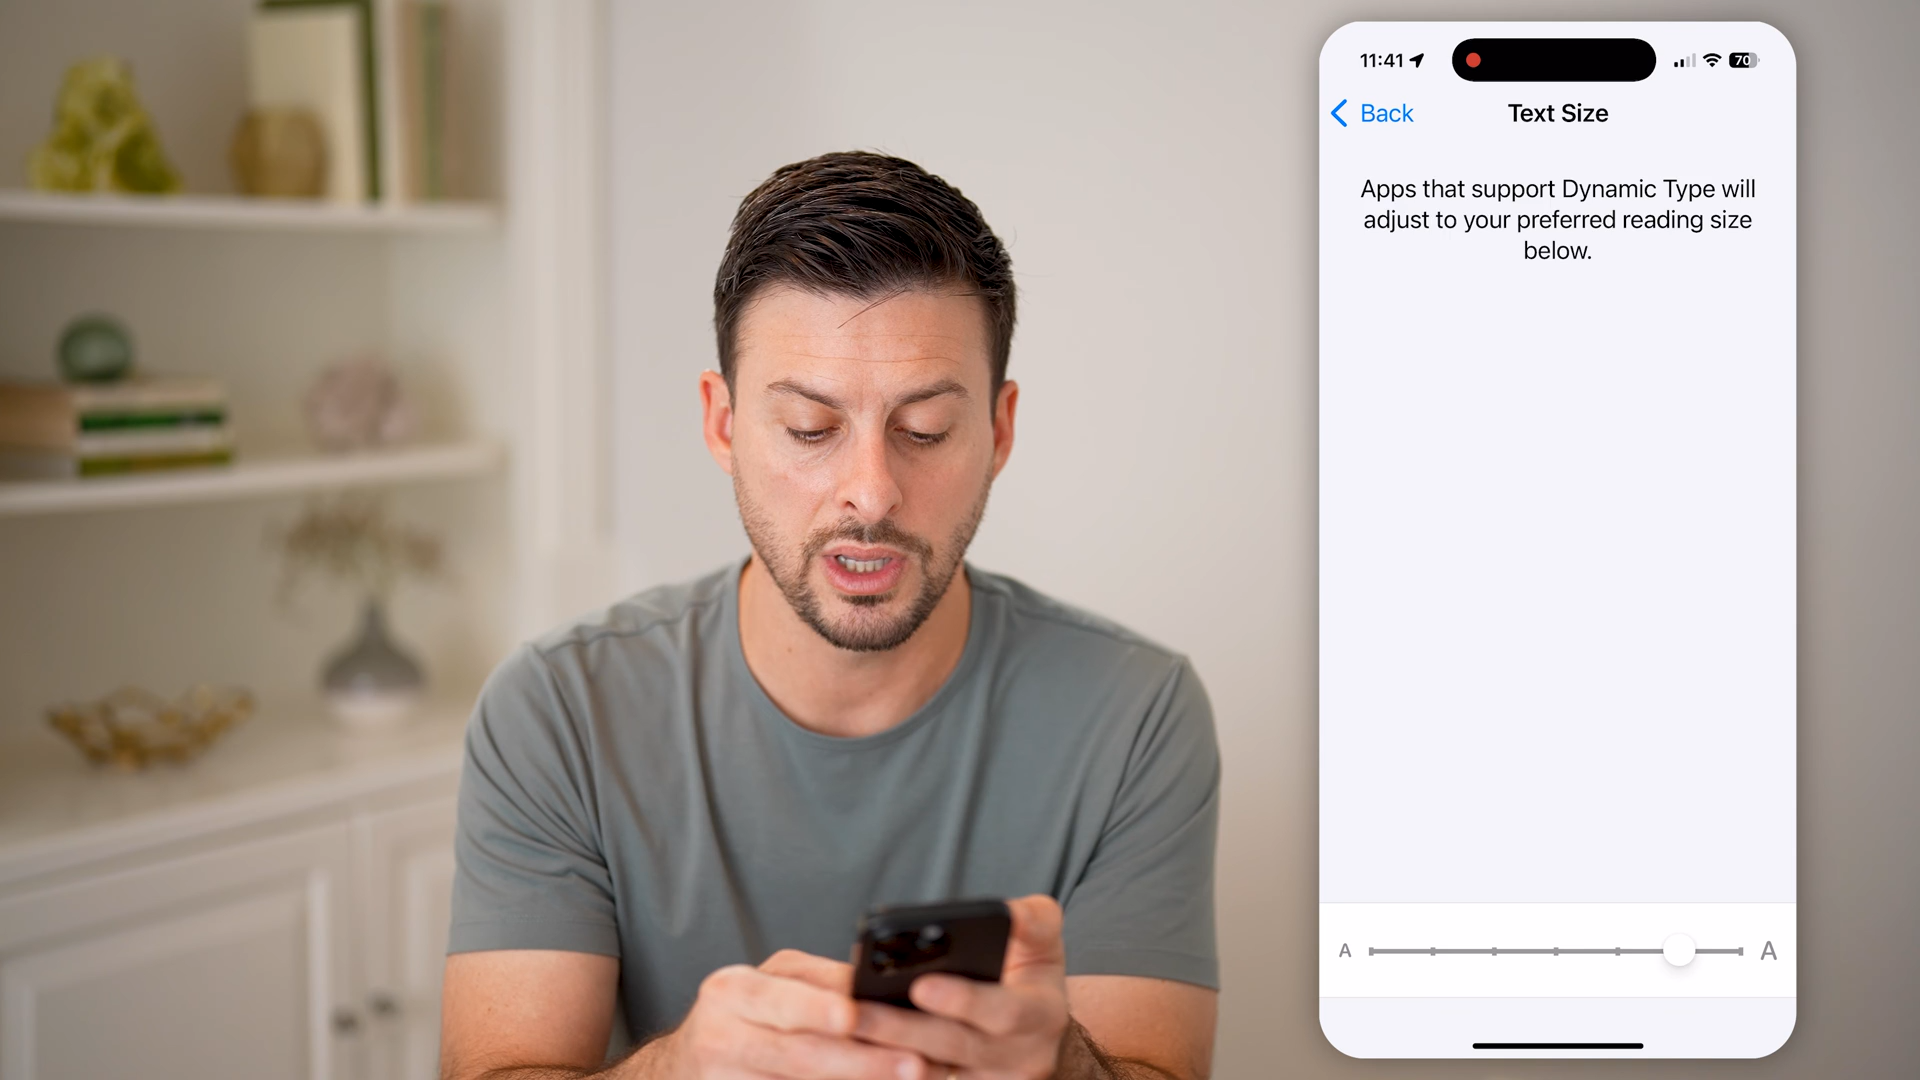 11:41 70
Back Text Size
Apps that support Dynamic Type will
adjust to your preferred reading size
below.
A A